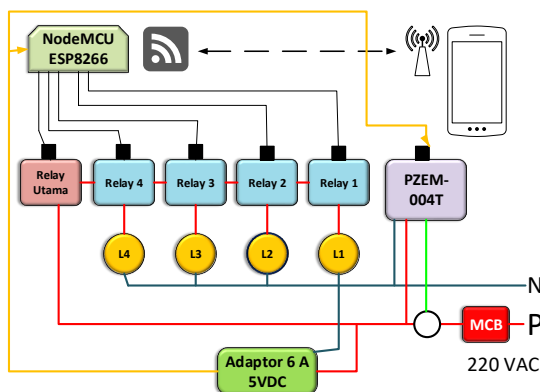 NodeMCU
ESP8266
Relay
Utama
Relay 4
Relay 3
Relay 2
Relay 1
PZEM-
004T
L4
L3
L2
L1
N
MCB
P
220 VAC
Adaptor 6 A
5VDC